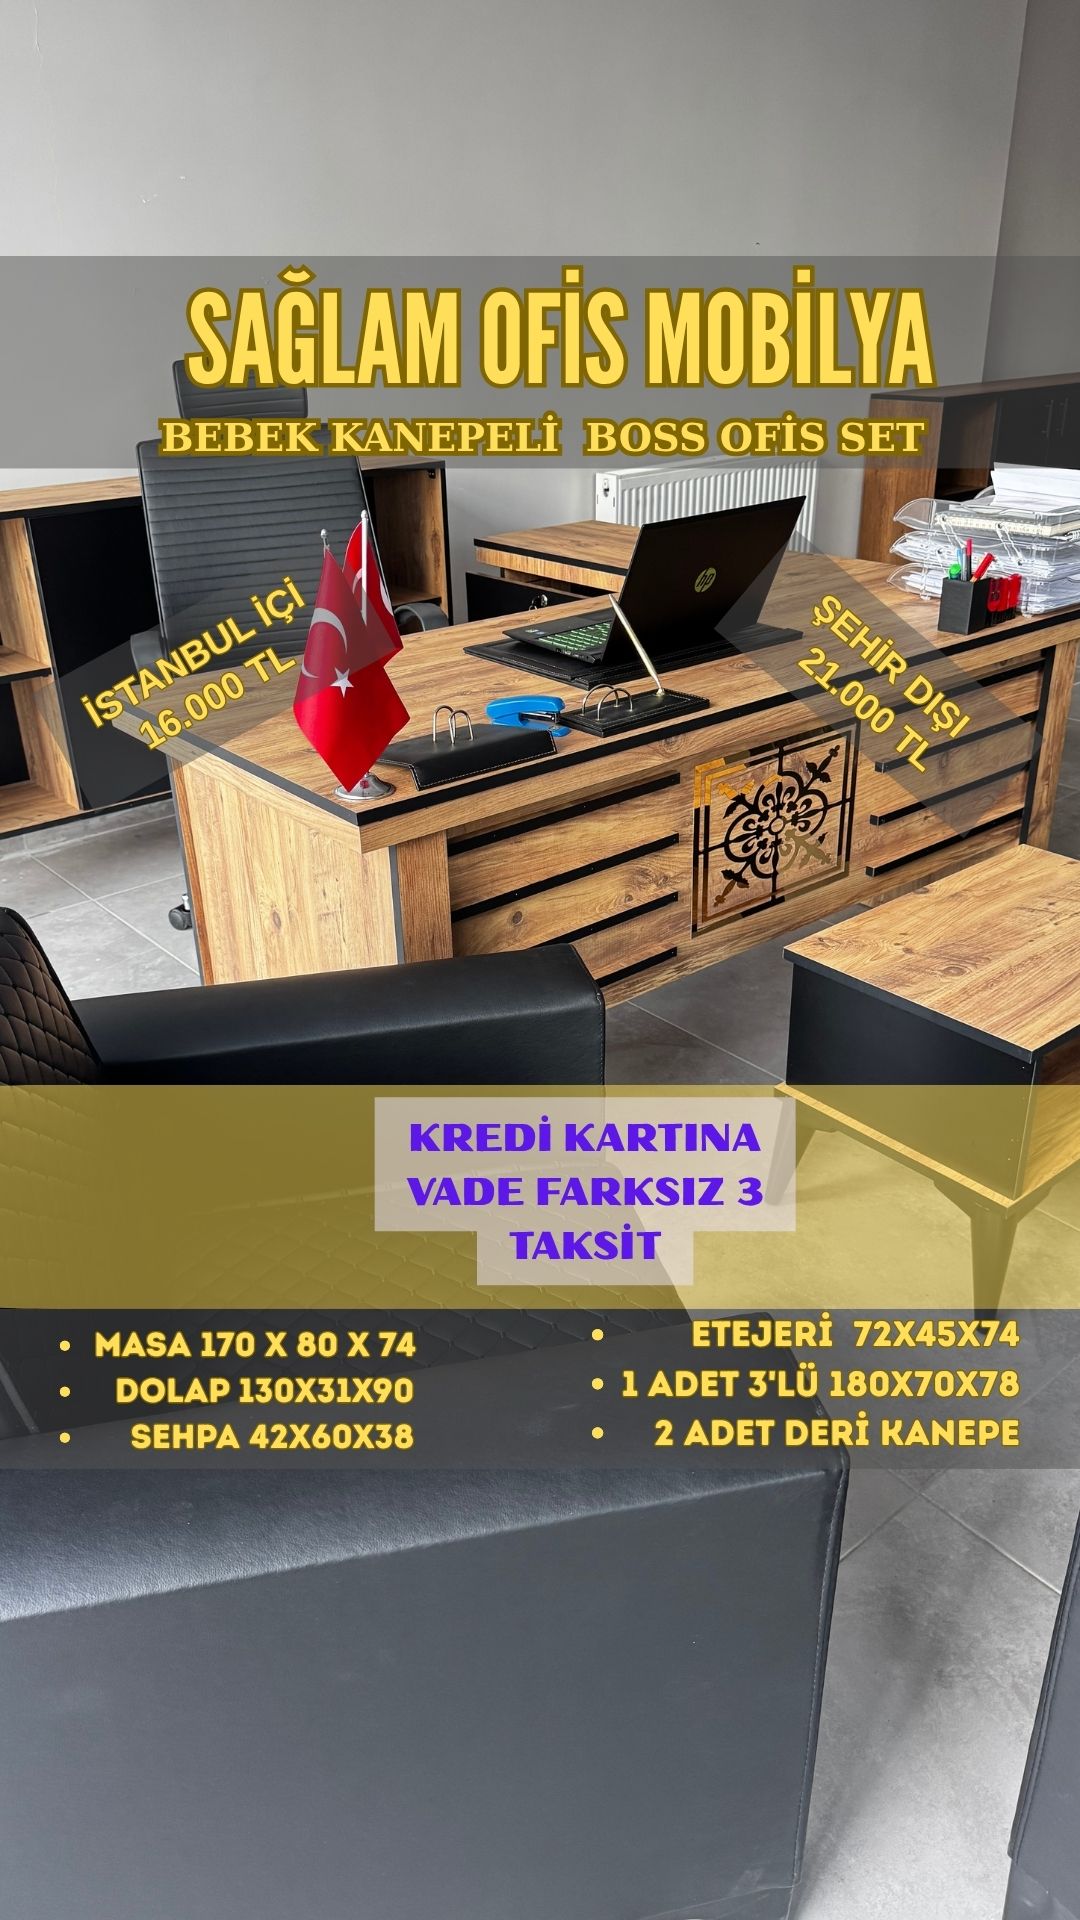 SAĞLAM OFİS MOBİLYA
BEBEK KANEPELİ BOSS OFİS SET
İSTANBUL İÇİ
16.000 TL
ŞEHİR DIŞI
21.000 TL
hp
KREDİ KARTINA
VADE FARKSIZ 3
TAKSİT
• MASA 170 X 80 X 74
• DOLAP 130X31X90
• SEHPA 42X60X38
• ETEJERİ 72X45X74
• 1 ADET 3'LÜ 180X70X78
• 2 ADET DERİ KANEPE